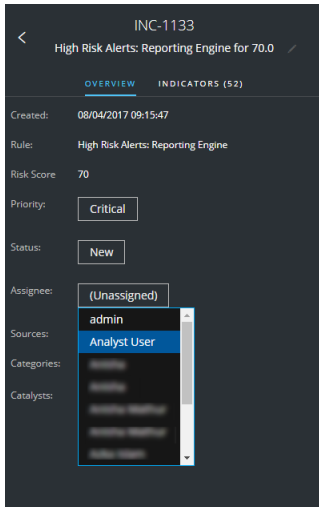 INC-1133
High Risk Alerts: Reporting Engine for 70.0
OVERVIEW INDICATORS (52)
Created: 08/04/2017 09:15:47
Rule: High Risk Alerts: Reporting Engine
Risk Score 70
Priority: Critical
Status: New
Assignee: (Unassigned)
admin
Sources:
Analyst User
Categories:
Catalysts: